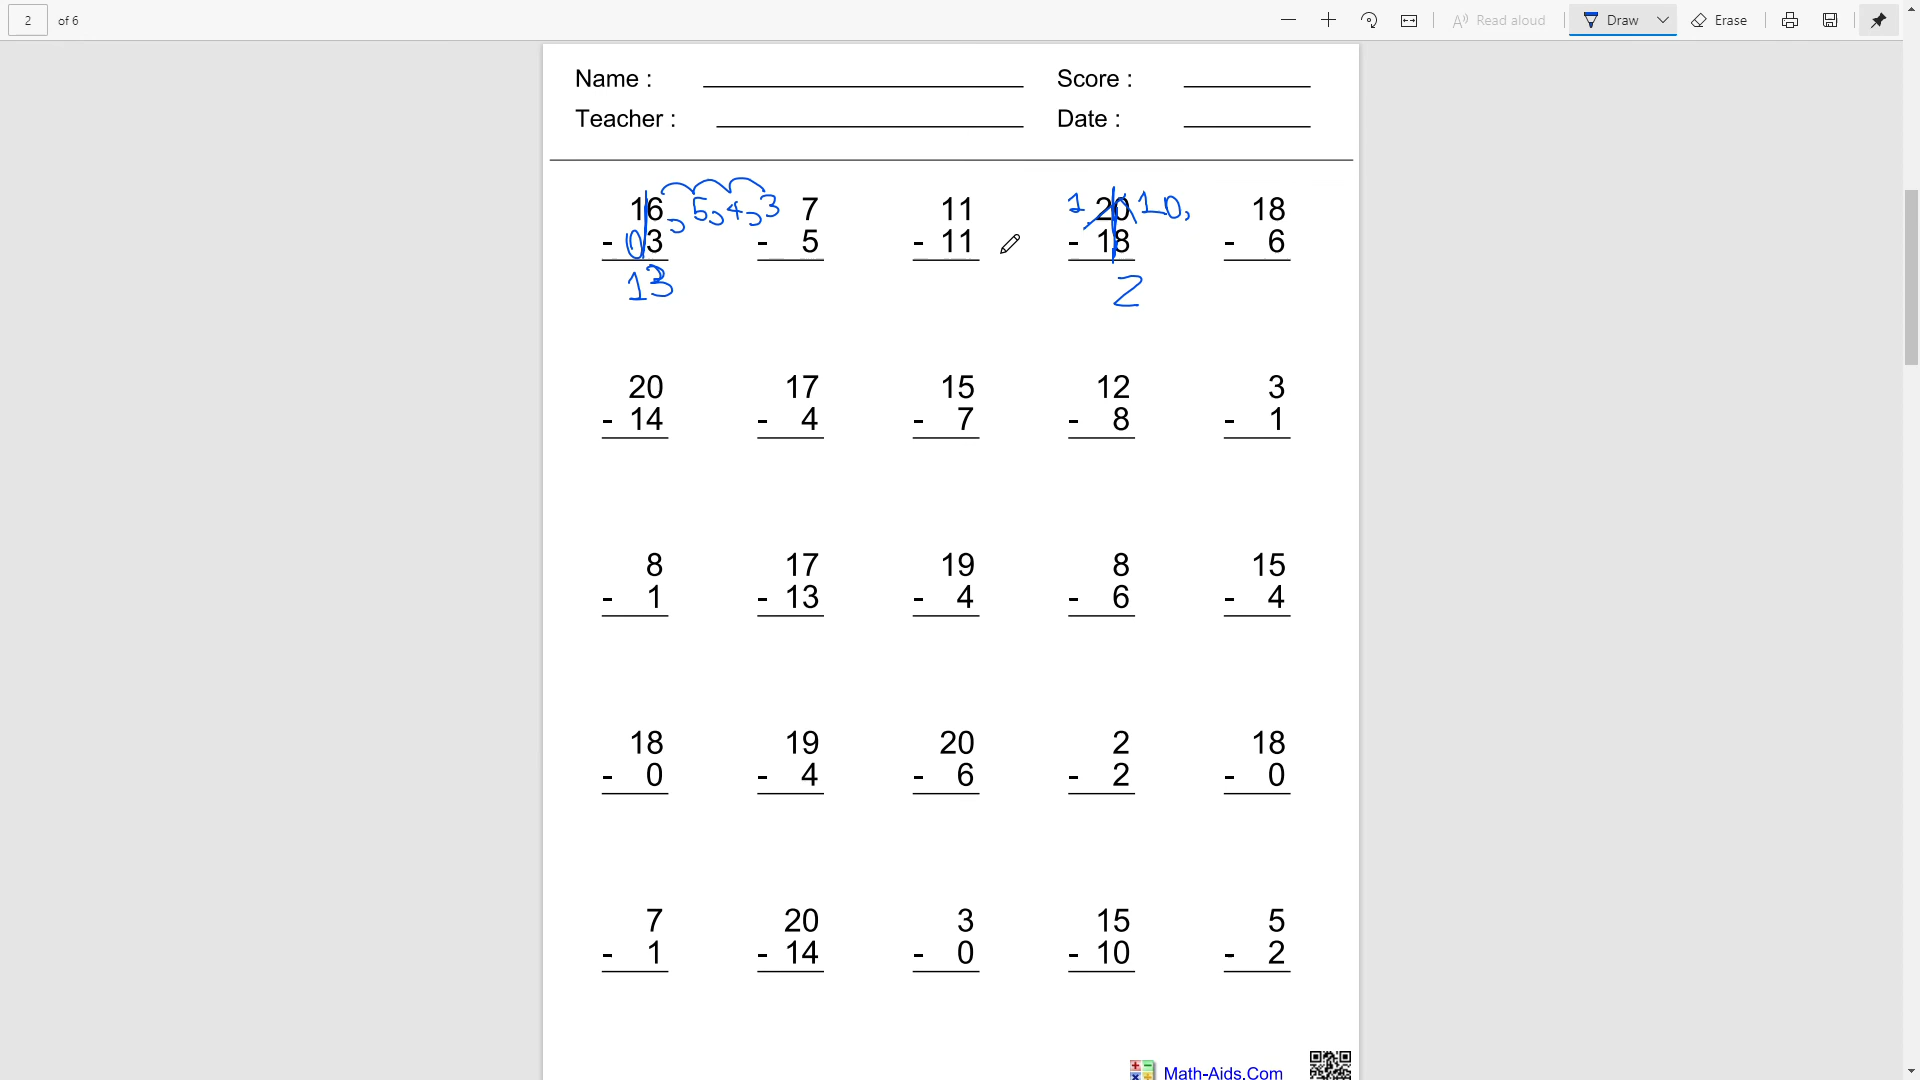 2 of 6 Read aloud Draw Erase
Name : Score :
Teacher : Date :
16 , 5, 4, 3 7 11 1 20 10, 18
- 03 - 5 - 11 - 18 - 6
13 2
20 17 15 12 3
- 14 - 4 - 7 - 8 - 1
8 17 19 8 15
- 1 - 13 - 4 - 6 - 4
18 19 20 2 18
- 0 - 4 - 6 - 2 - 0
7 20 3 15 5
- 1 - 14 - 0 - 10 - 2
Math-Aids.Com